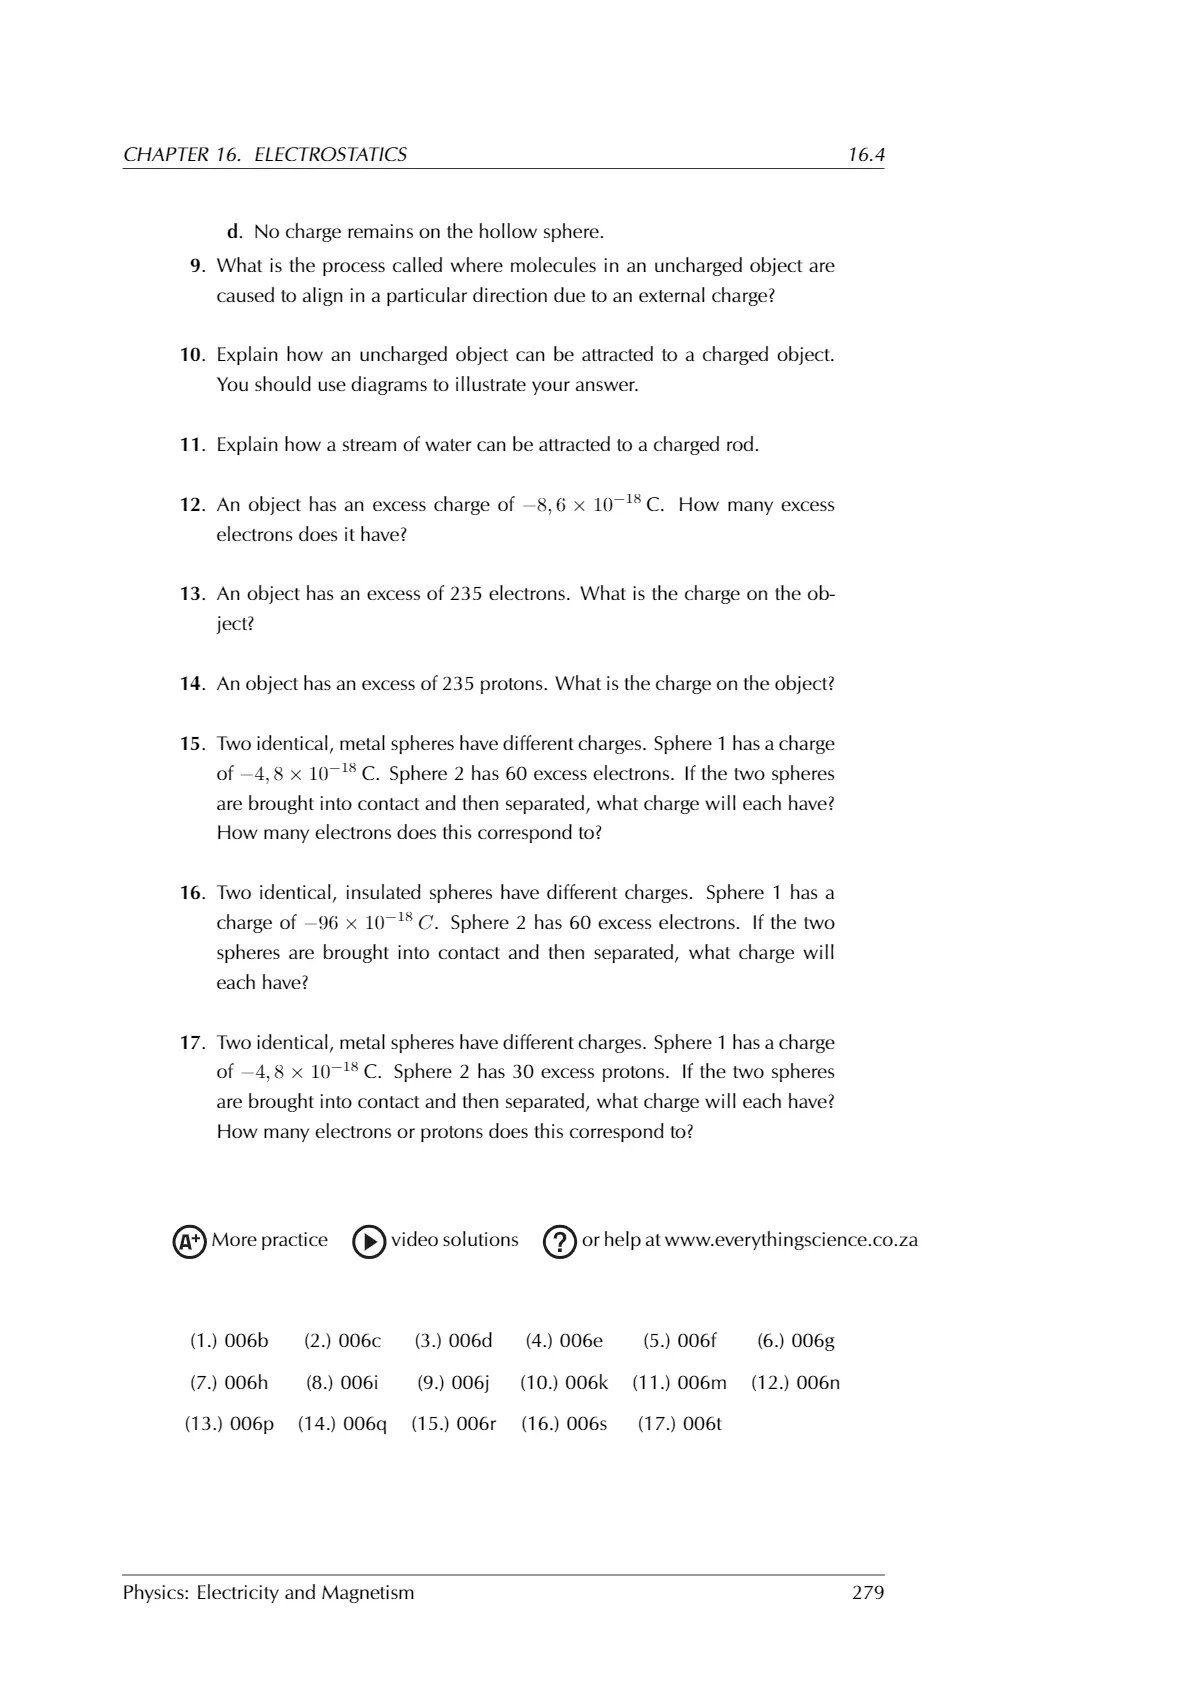 CHAPTER 16. ELECTROSTATICS 16.4
d. No charge remains on the hollow sphere.
9. What is the process called where molecules in an uncharged object are
caused to align in a particular direction due to an external charge?
10. Explain how an uncharged object can be attracted to a charged object.
You should use diagrams to illustrate your answer.
11. Explain how a stream of water can be attracted to a charged rod.
12. An object has an excess charge of −8, 6 × 10⁻¹⁸ C. How many excess
electrons does it have?
13. An object has an excess of 235 electrons. What is the charge on the ob-
ject?
14. An object has an excess of 235 protons. What is the charge on the object?
15. Two identical, metal spheres have different charges. Sphere 1 has a charge
of −4, 8 × 10⁻¹⁸ C. Sphere 2 has 60 excess electrons. If the two spheres
are brought into contact and then separated, what charge will each have?
How many electrons does this correspond to?
16. Two identical, insulated spheres have different charges. Sphere 1 has a
charge of −96 × 10⁻¹⁸ C. Sphere 2 has 60 excess electrons. If the two
spheres are brought into contact and then separated, what charge will
each have?
17. Two identical, metal spheres have different charges. Sphere 1 has a charge
of −4, 8 × 10⁻¹⁸ C. Sphere 2 has 30 excess protons. If the two spheres
are brought into contact and then separated, what charge will each have?
How many electrons or protons does this correspond to?
A+ More practice video solutions ? or help at www.everythingscience.co.za
(1.) 006b (2.) 006c (3.) 006d (4.) 006e (5.) 006f (6.) 006g
(7.) 006h (8.) 006i (9.) 006j (10.) 006k (11.) 006m (12.) 006n
(13.) 006p (14.) 006q (15.) 006r (16.) 006s (17.) 006t
Physics: Electricity and Magnetism 279